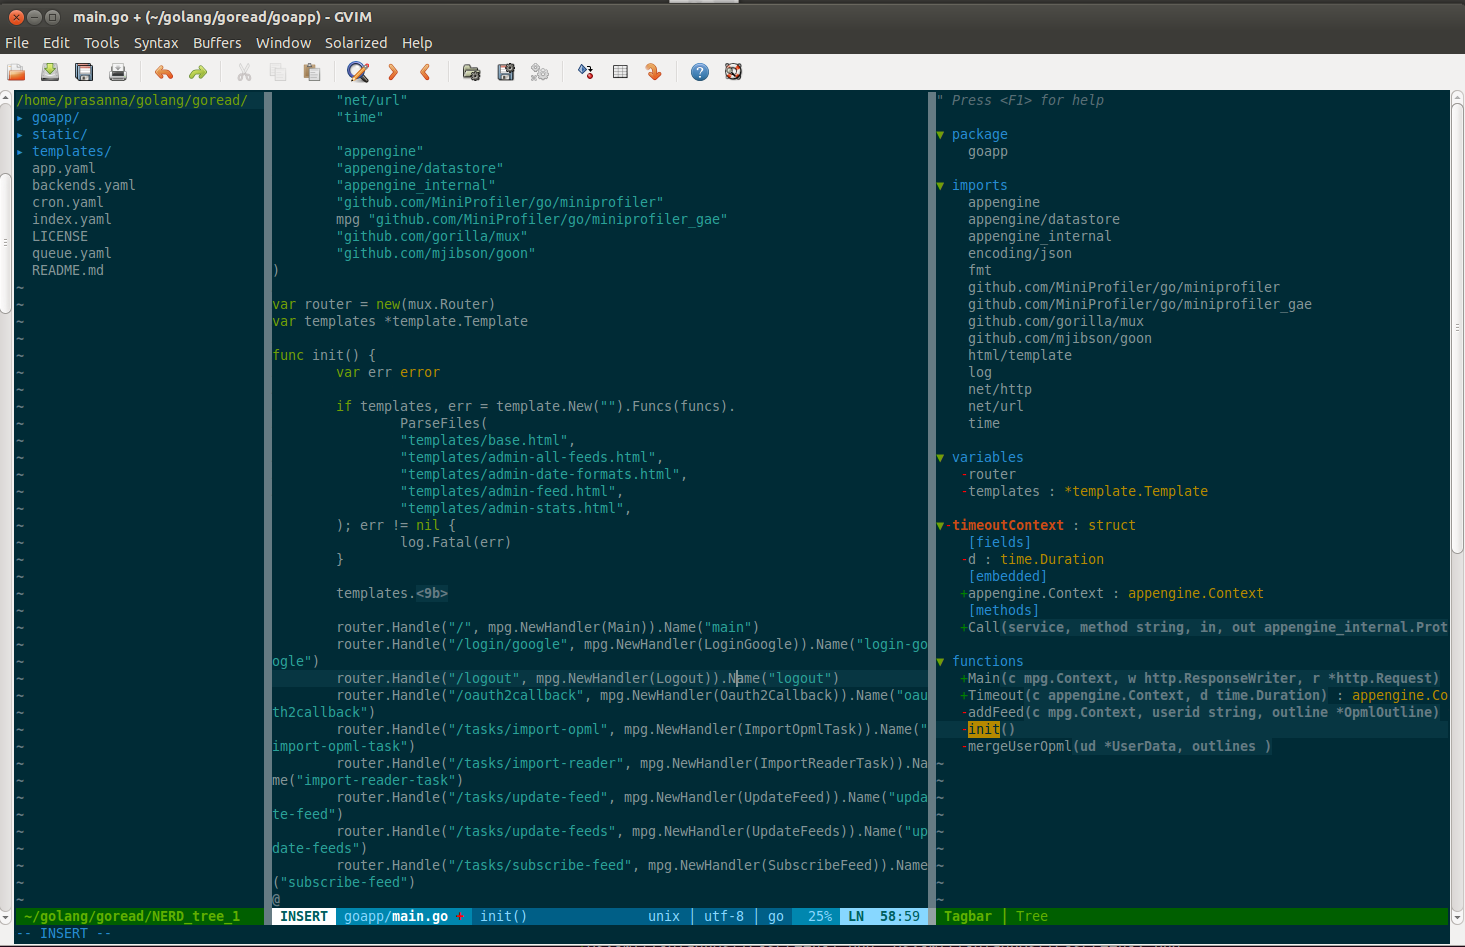 main.go + (~/golang/goread/goapp) - GVIM
File Edit Tools Syntax Buffers Window Solarized Help
/home/prasanna/golang/goread/
▸ goapp/
▸ static/
▸ templates/
app.yaml
backends.yaml
cron.yaml
index.yaml
LICENSE
queue.yaml
README.md
~/golang/goread/NERD_tree_1
"net/url"
"time"
"appengine"
"appengine/datastore"
"appengine_internal"
"github.com/MiniProfiler/go/miniprofiler"
mpg "github.com/MiniProfiler/go/miniprofiler_gae"
"github.com/gorilla/mux"
"github.com/mjibson/goon"
)
var router = new(mux.Router)
var templates *template.Template
func init() {
var err error
if templates, err = template.New("").Funcs(funcs).
ParseFiles(
"templates/base.html",
"templates/admin-all-feeds.html",
"templates/admin-date-formats.html",
"templates/admin-feed.html",
"templates/admin-stats.html",
); err != nil {
log.Fatal(err)
}
templates.<9b>
router.Handle("/", mpg.NewHandler(Main)).Name("main")
router.Handle("/login/google", mpg.NewHandler(LoginGoogle)).Name("login-go
ogle")
router.Handle("/logout", mpg.NewHandler(Logout)).Name("logout")
router.Handle("/oauth2callback", mpg.NewHandler(Oauth2Callback)).Name("oau
th2callback")
router.Handle("/tasks/import-opml", mpg.NewHandler(ImportOpmlTask)).Name("
import-opml-task")
router.Handle("/tasks/import-reader", mpg.NewHandler(ImportReaderTask)).Na
me("import-reader-task")
router.Handle("/tasks/update-feed", mpg.NewHandler(UpdateFeed)).Name("upda
te-feed")
router.Handle("/tasks/update-feeds", mpg.NewHandler(UpdateFeeds)).Name("up
date-feeds")
router.Handle("/tasks/subscribe-feed", mpg.NewHandler(SubscribeFeed)).Name
("subscribe-feed")
@
INSERT goapp/main.go + init() unix | utf-8 | go 25% LN 58:59
" Press <F1> for help
▼ package
goapp
▼ imports
appengine
appengine/datastore
appengine_internal
encoding/json
fmt
github.com/MiniProfiler/go/miniprofiler
github.com/MiniProfiler/go/miniprofiler_gae
github.com/gorilla/mux
github.com/mjibson/goon
html/template
log
net/http
net/url
time
▼ variables
-router
-templates : *template.Template
▼-timeoutContext : struct
[fields]
-d : time.Duration
[embedded]
+appengine.Context : appengine.Context
[methods]
+Call(service, method string, in, out appengine_internal.Prot
▼ functions
+Main(c mpg.Context, w http.ResponseWriter, r *http.Request)
+Timeout(c appengine.Context, d time.Duration) : appengine.Co
-addFeed(c mpg.Context, userid string, outline *OpmlOutline)
-init()
-mergeUserOpml(ud *UserData, outlines )
Tagbar | Tree
-- INSERT --